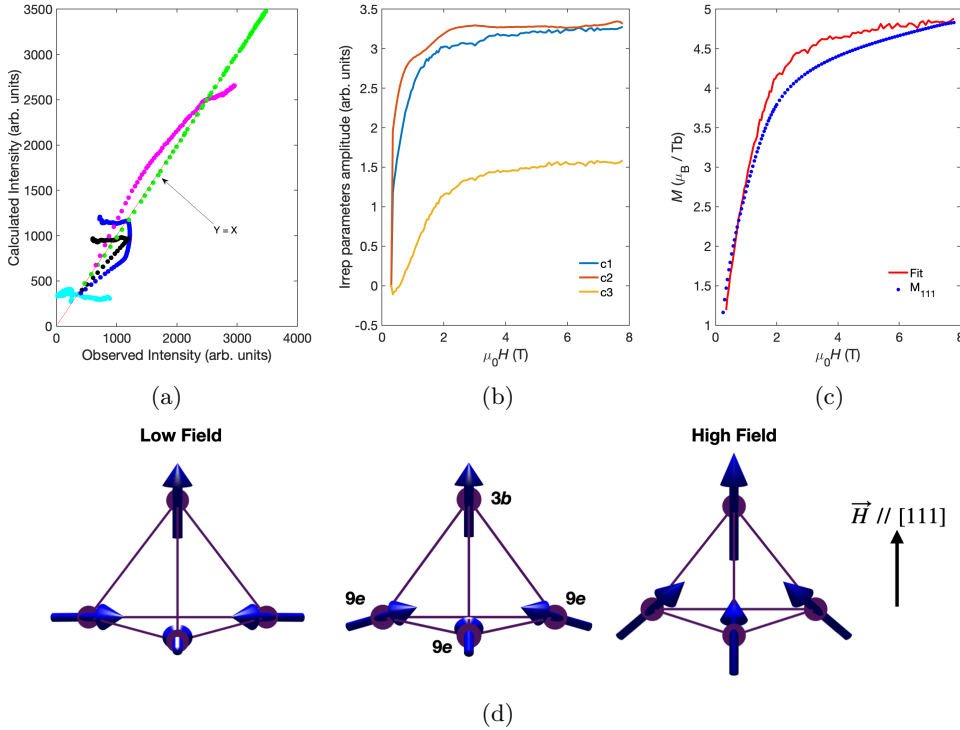 3500
3000
2500
2000
1500
1000
500
0
0 1000 2000 3000 4000
Calculated Intensity (arb. units)
Observed Intensity (arb. units)
Y = X
(a)
3.5
3
2.5
2
1.5
1
0.5
0
-0.5
0 2 4 6 8
Irrep parameters amplitude (arb. units)
μ0H (T)
c1
c2
c3
(b)
5
4.5
4
3.5
3
2.5
2
1.5
1
0 2 4 6 8
M (μB / Tb)
μ0H (T)
Fit
M111
(c)
Low Field
High Field
3b
9e
9e
9e
H // [111]
(d)